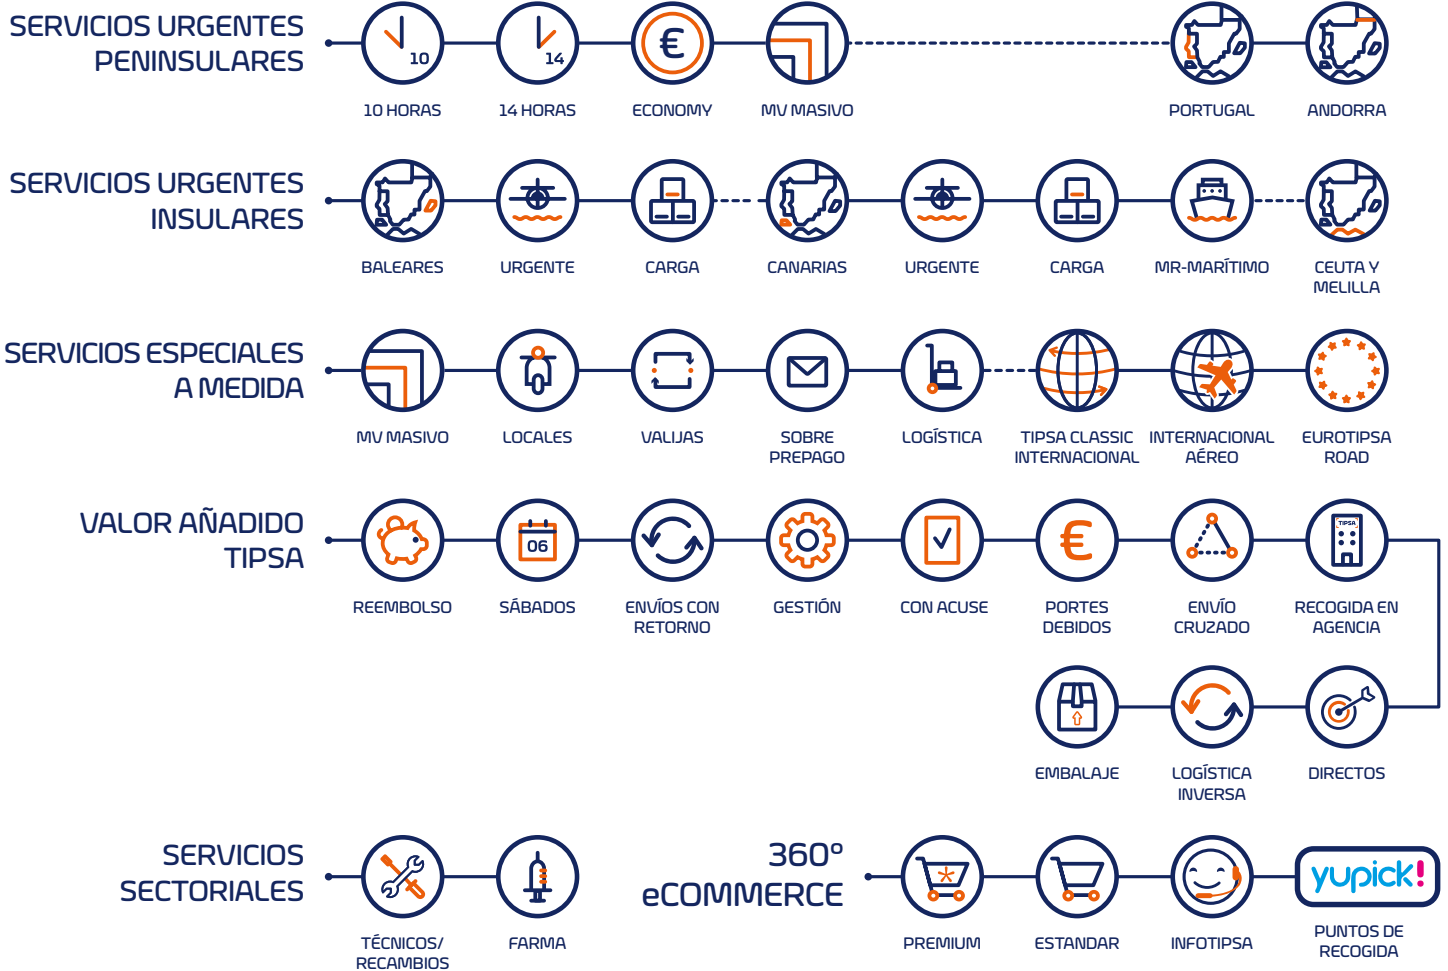 SERVICIOS URGENTES
PENINSULARES
10
14
€
10 HORAS
14 HORAS
ECONOMY
MV MASIVO
PORTUGAL
ANDORRA
SERVICIOS URGENTES
INSULARES
BALEARES
URGENTE
CARGA
CANARIAS
URGENTE
CARGA
MR-MARÍTIMO
CEUTA Y
MELILLA
SERVICIOS ESPECIALES
A MEDIDA
MV MASIVO
LOCALES
VALIJAS
SOBRE
PREPAGO
LOGÍSTICA
TIPSA CLASSIC
INTERNACIONAL
INTERNACIONAL
AÉREO
EUROTIPSA
ROAD
VALOR AÑADIDO
TIPSA
06
€
TIPSA
REEMBOLSO
SÁBADOS
ENVÍOS CON
RETORNO
GESTIÓN
CON ACUSE
PORTES
DEBIDOS
ENVÍO
CRUZADO
RECOGIDA EN
AGENCIA
EMBALAJE
LOGÍSTICA
INVERSA
DIRECTOS
SERVICIOS
SECTORIALES
TÉCNICOS/
RECAMBIOS
FARMA
360º
eCOMMERCE
yupick!
PREMIUM
ESTANDAR
INFOTIPSA
PUNTOS DE
RECOGIDA